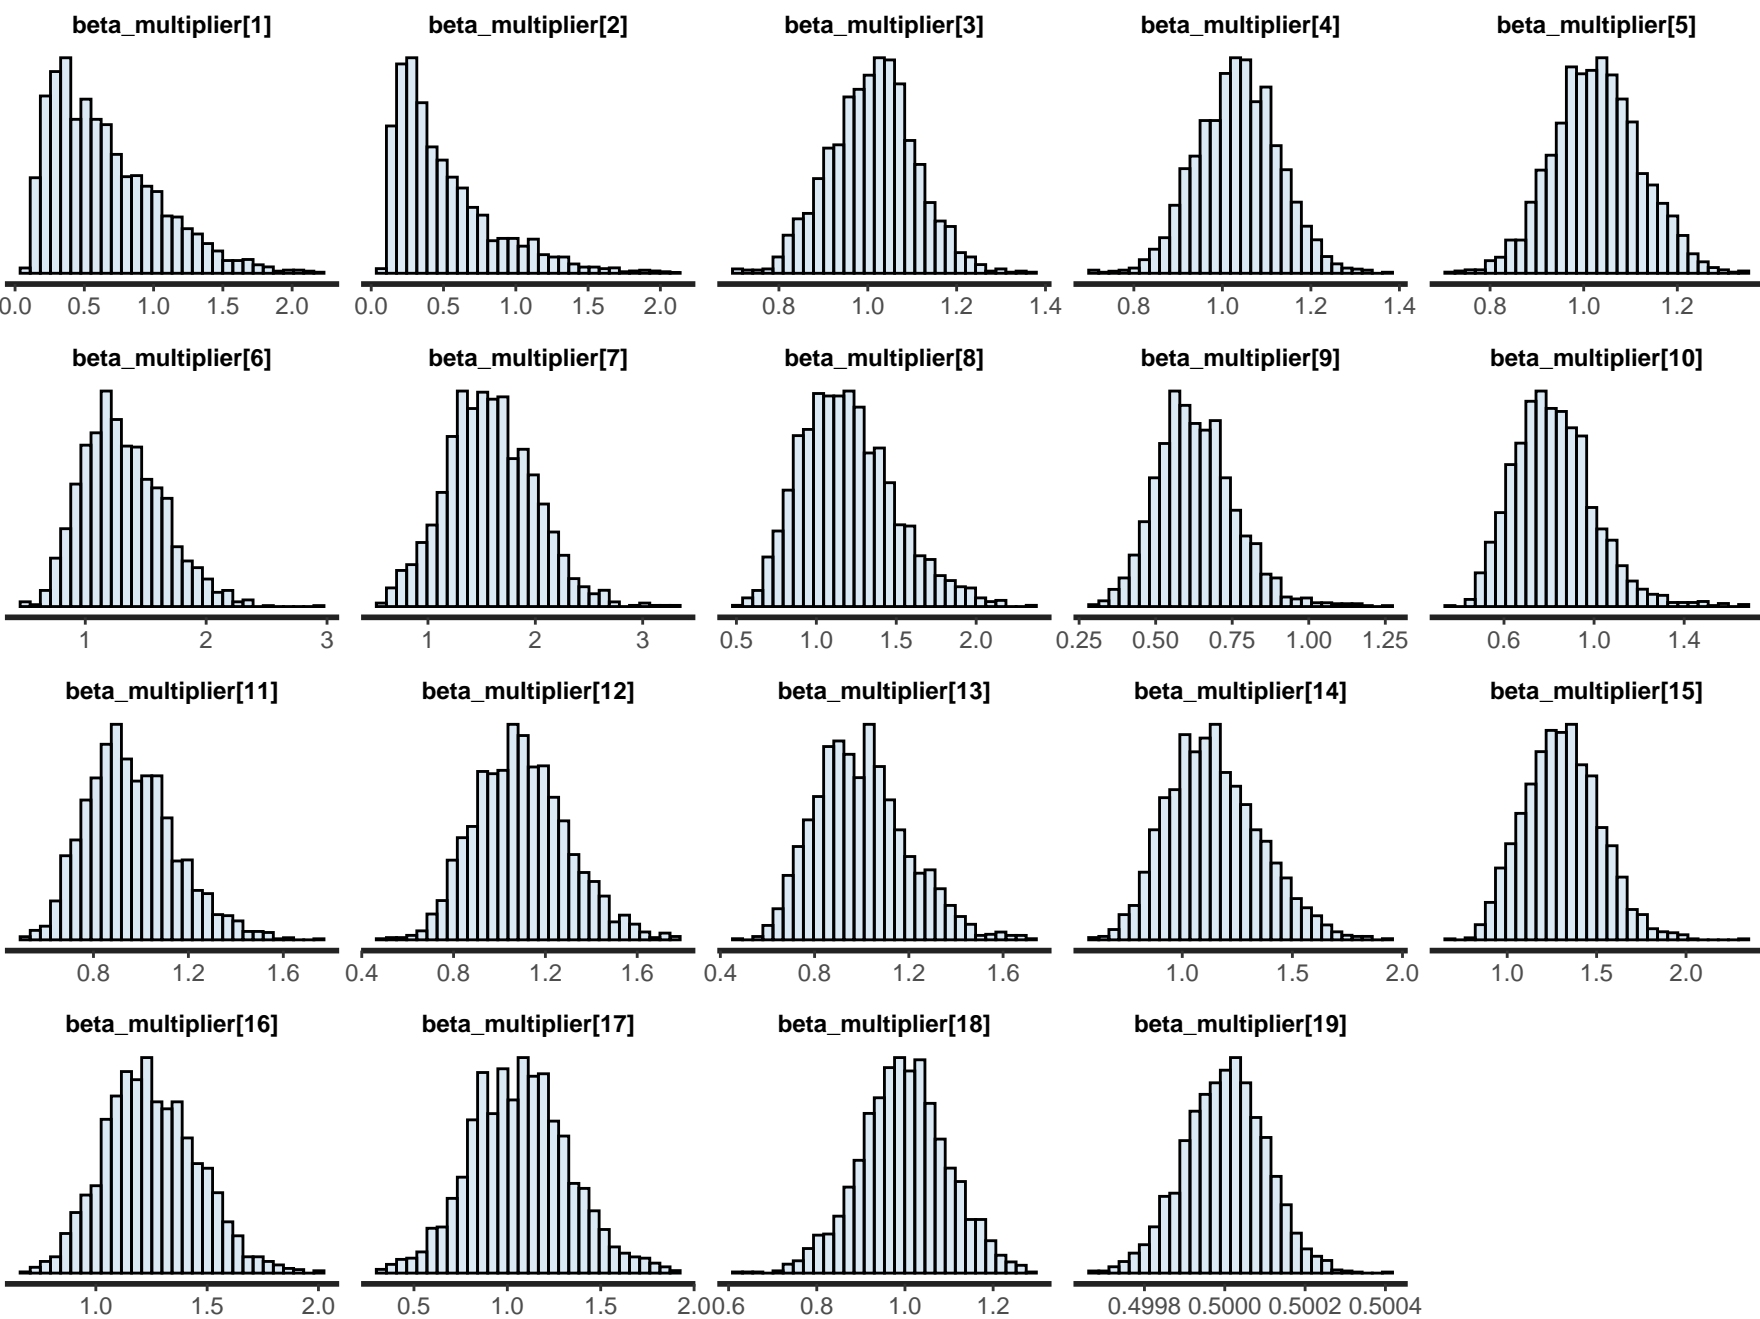 beta_multiplier[1] beta_multiplier[2] beta_multiplier[3] beta_multiplier[4] beta_multiplier[5]
0.0 0.5 1.0 1.5 2.0 0.0 0.5 1.0 1.5 2.0 0.8 1.0 1.2 1.4 0.8 1.0 1.2 1.4 0.8 1.0 1.2
beta_multiplier[6] beta_multiplier[7] beta_multiplier[8] beta_multiplier[9] beta_multiplier[10]
1 2 3 1 2 3 0.5 1.0 1.5 2.0 0.25 0.50 0.75 1.00 1.25 0.6 1.0 1.4
beta_multiplier[11] beta_multiplier[12] beta_multiplier[13] beta_multiplier[14] beta_multiplier[15]
0.8 1.2 1.6 0.4 0.8 1.2 1.6 0.4 0.8 1.2 1.6 1.0 1.5 2.0 1.0 1.5 2.0
beta_multiplier[16] beta_multiplier[17] beta_multiplier[18] beta_multiplier[19]
1.0 1.5 2.0 0.5 1.0 1.5 2.0 0.6 0.8 1.0 1.2 0.4998 0.5000 0.5002 0.5004